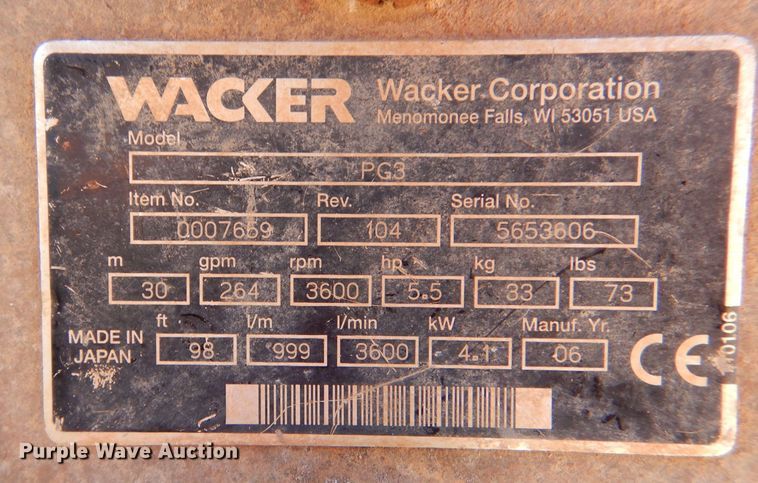 WACKER
Wacker Corporation
Menomonee Falls, WI 53051 USA
Model
PG3
Item No. Rev. Serial No.
0007659 104 5653606
m gpm rpm hp kg lbs
30 264 3600 5.5 33 73
ft l/m l/min kW Manuf. Yr.
MADE IN JAPAN 98 999 3600 4.1 06 CE
Purple Wave Auction